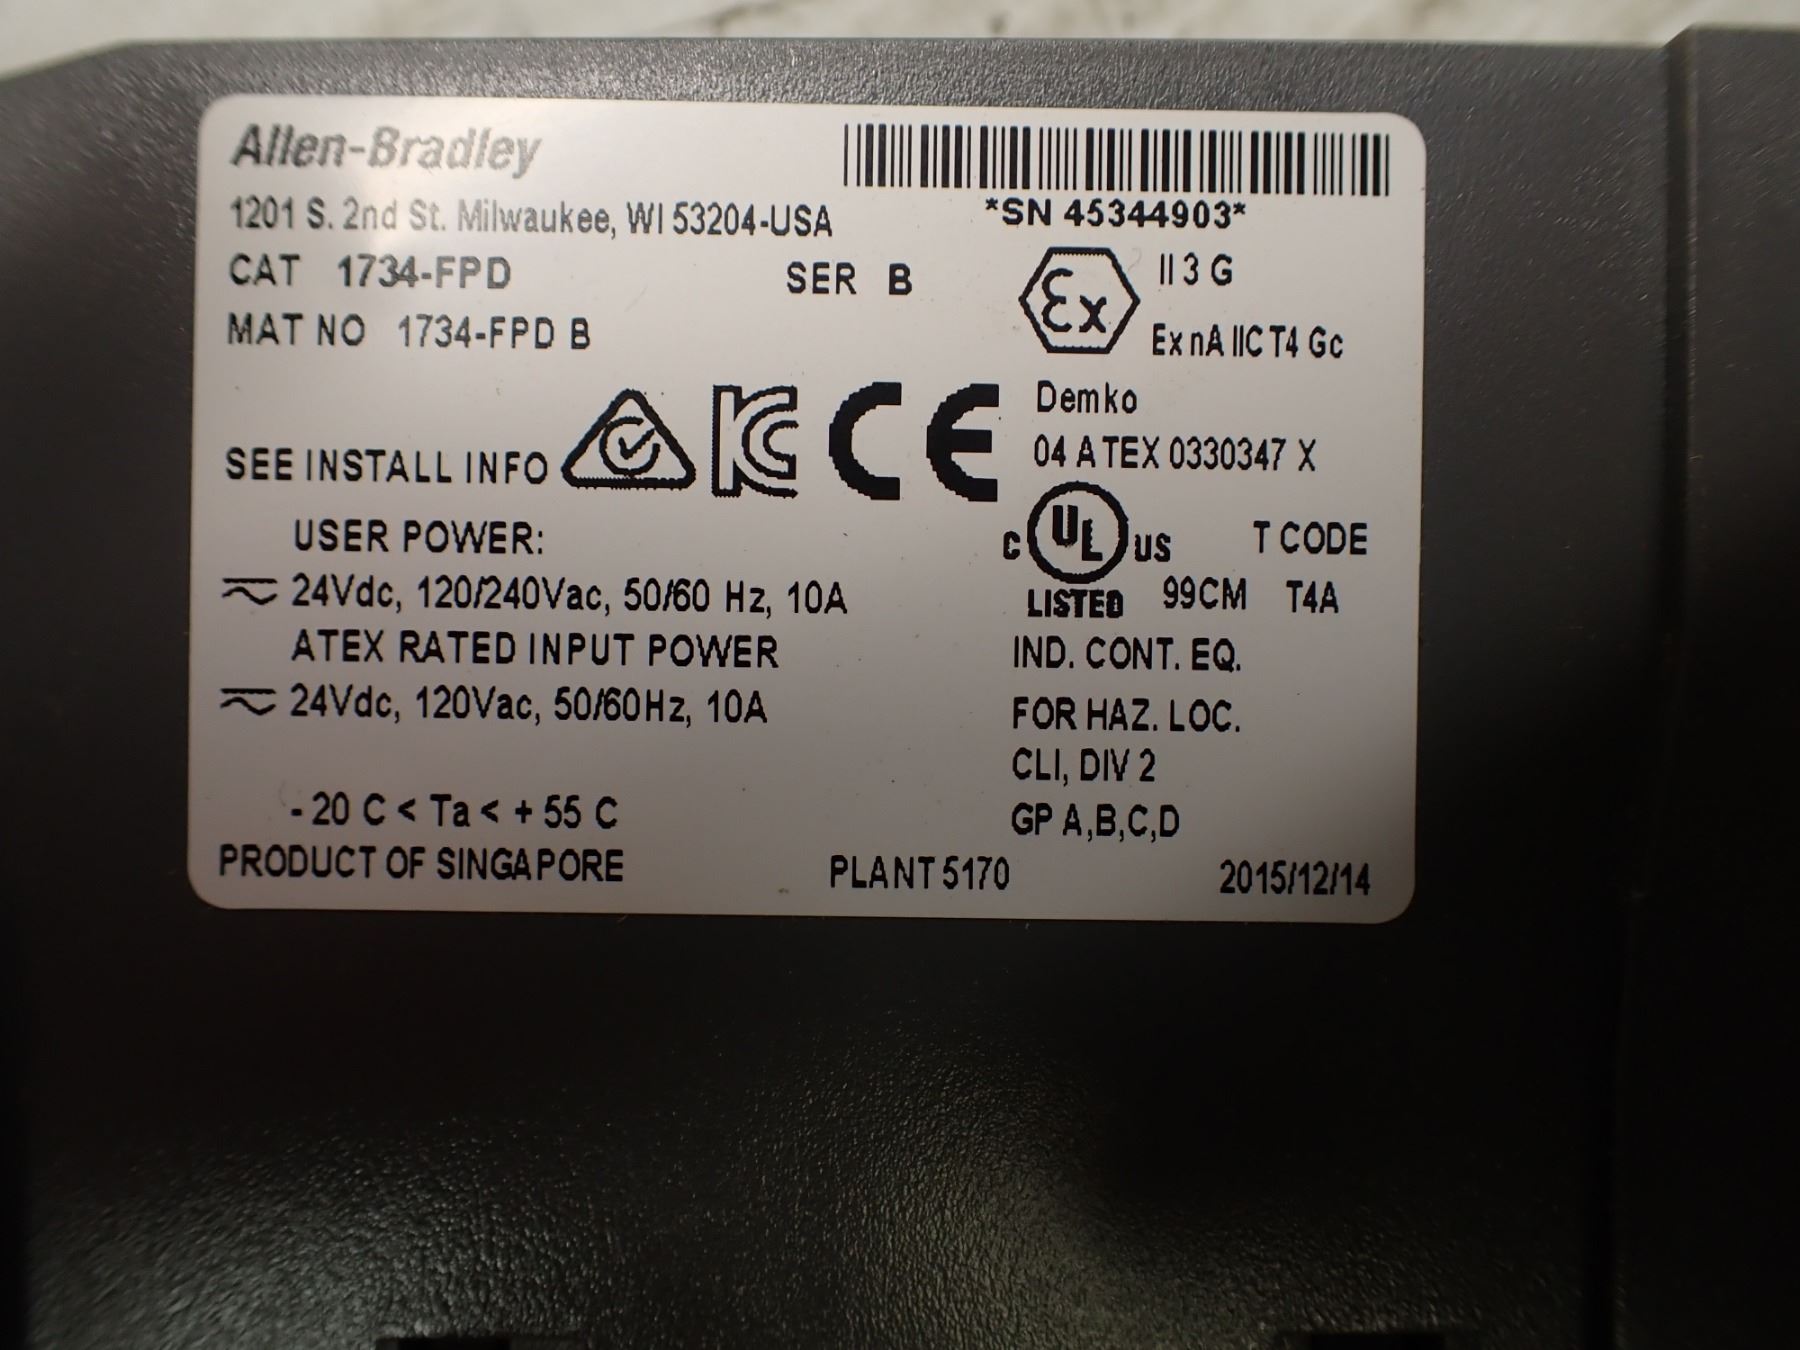 Allen-Bradley
1201 S. 2nd St. Milwaukee, WI 53204-USA
*SN 45344903*
CAT 1734-FPD SER B
MAT NO 1734-FPD B
Ex II 3 G
Ex nA IIC T4 Gc
Demko
04 ATEX 0330347 X
SEE INSTALL INFO KC CE
C UL US T CODE
LISTED 99CM T4A
USER POWER:
24Vdc, 120/240Vac, 50/60 Hz, 10A
ATEX RATED INPUT POWER
24Vdc, 120Vac, 50/60Hz, 10A
IND. CONT. EQ.
FOR HAZ. LOC.
CLI, DIV 2
GP A,B,C,D
- 20 C < Ta < + 55 C
PRODUCT OF SINGAPORE PLANT 5170 2015/12/14